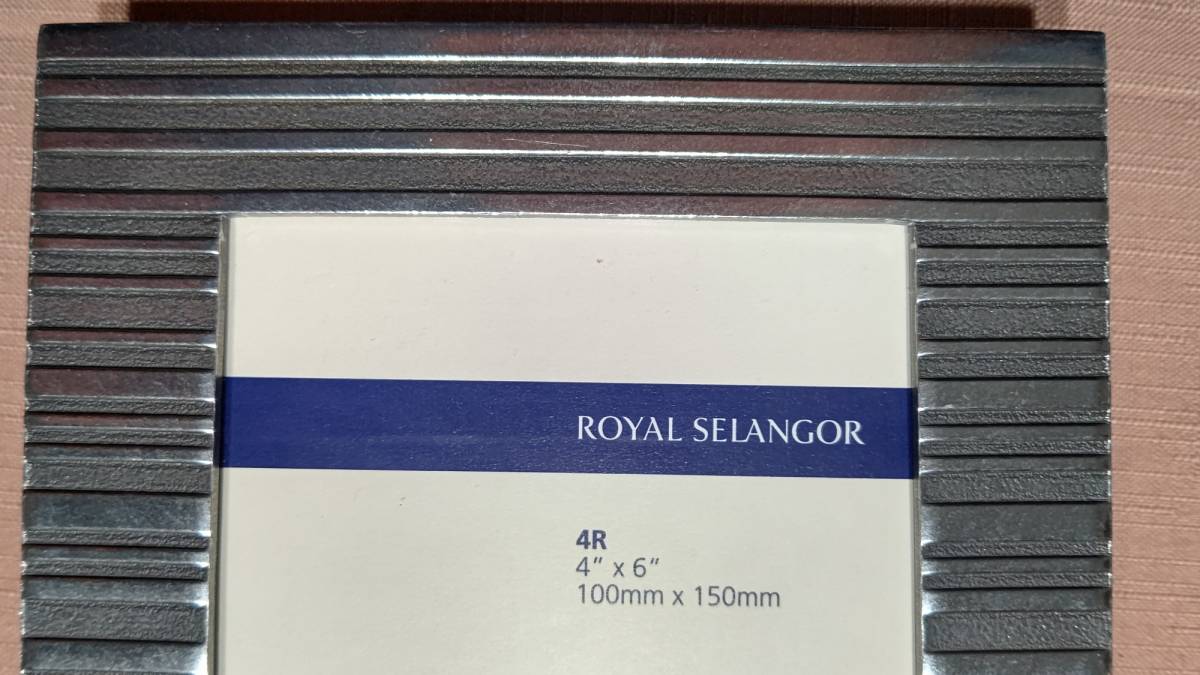 ROYAL SELANGOR
4R
4" x 6"
100mm x 150mm